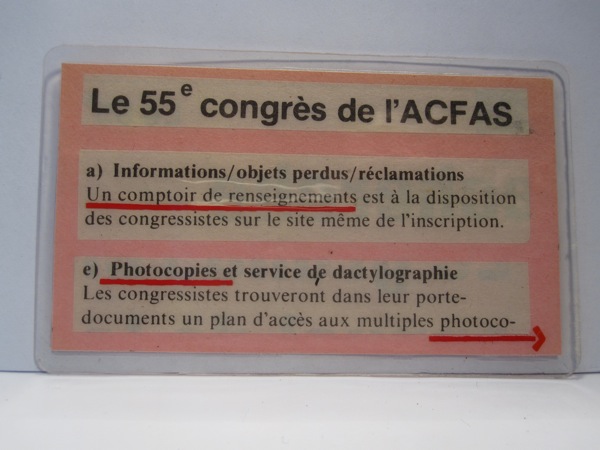 Le 55e congrès de l'ACFAS
a) Informations/objets perdus/réclamations
Un comptoir de renseignements est à la disposition
des congressistes sur le site même de l'inscription.
e) Photocopies et service de dactylographie
Les congressistes trouveront dans leur porte-
documents un plan d'accès aux multiples photoco-